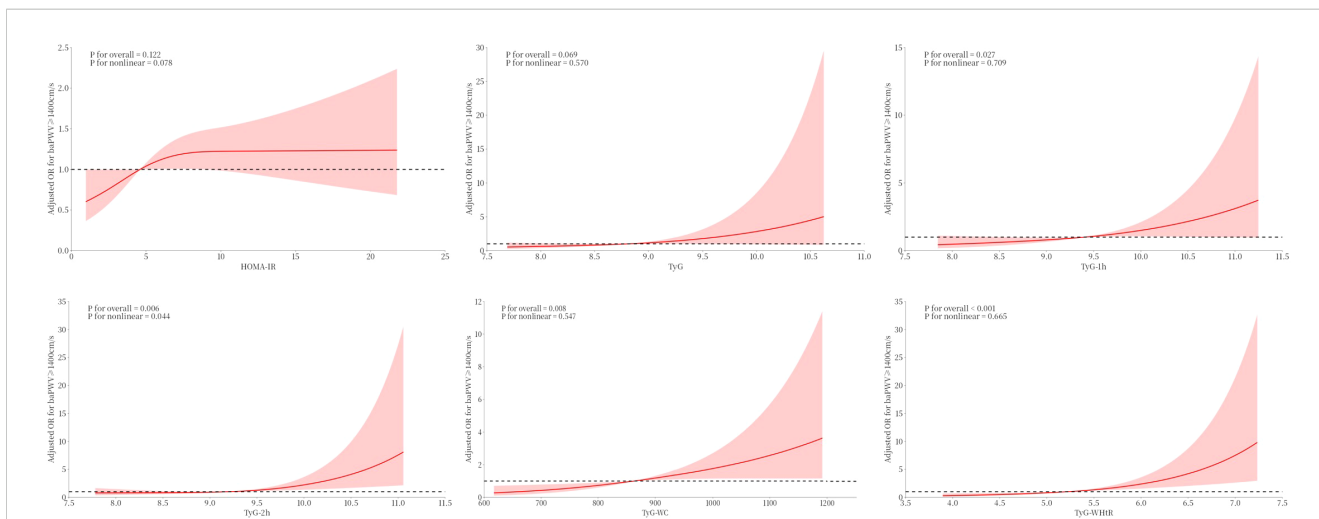 P for overall = 0.122
P for nonlinear = 0.078
Adjusted OR for baPWV≥1400cm/s
2.5
2.0
1.5
1.0
0.5
0.0
0 5 10 15 20 25
HOMA-IR
P for overall = 0.069
P for nonlinear = 0.570
Adjusted OR for baPWV≥1400cm/s
30
25
20
15
10
5
0
7.5 8.0 8.5 9.0 9.5 10.0 10.5 11.0
TyG
P for overall = 0.027
P for nonlinear = 0.709
Adjusted OR for baPWV≥1400cm/s
15
10
5
0
7.5 8.0 8.5 9.0 9.5 10.0 10.5 11.0 11.5
TyG-1h
P for overall = 0.006
P for nonlinear = 0.044
Adjusted OR for baPWV≥1400cm/s
35
30
25
20
15
10
5
0
7.5 8.0 8.5 9.0 9.5 10.0 10.5 11.0 11.5
TyG-2h
P for overall = 0.008
P for nonlinear = 0.547
Adjusted OR for baPWV≥1400cm/s
12
10
8
6
4
2
0
600 700 800 900 1000 1100 1200
TyG-WC
P for overall < 0.001
P for nonlinear = 0.665
Adjusted OR for baPWV≥1400cm/s
35
30
25
20
15
10
5
0
3.5 4.0 4.5 5.0 5.5 6.0 6.5 7.0 7.5
TyG-WHtR